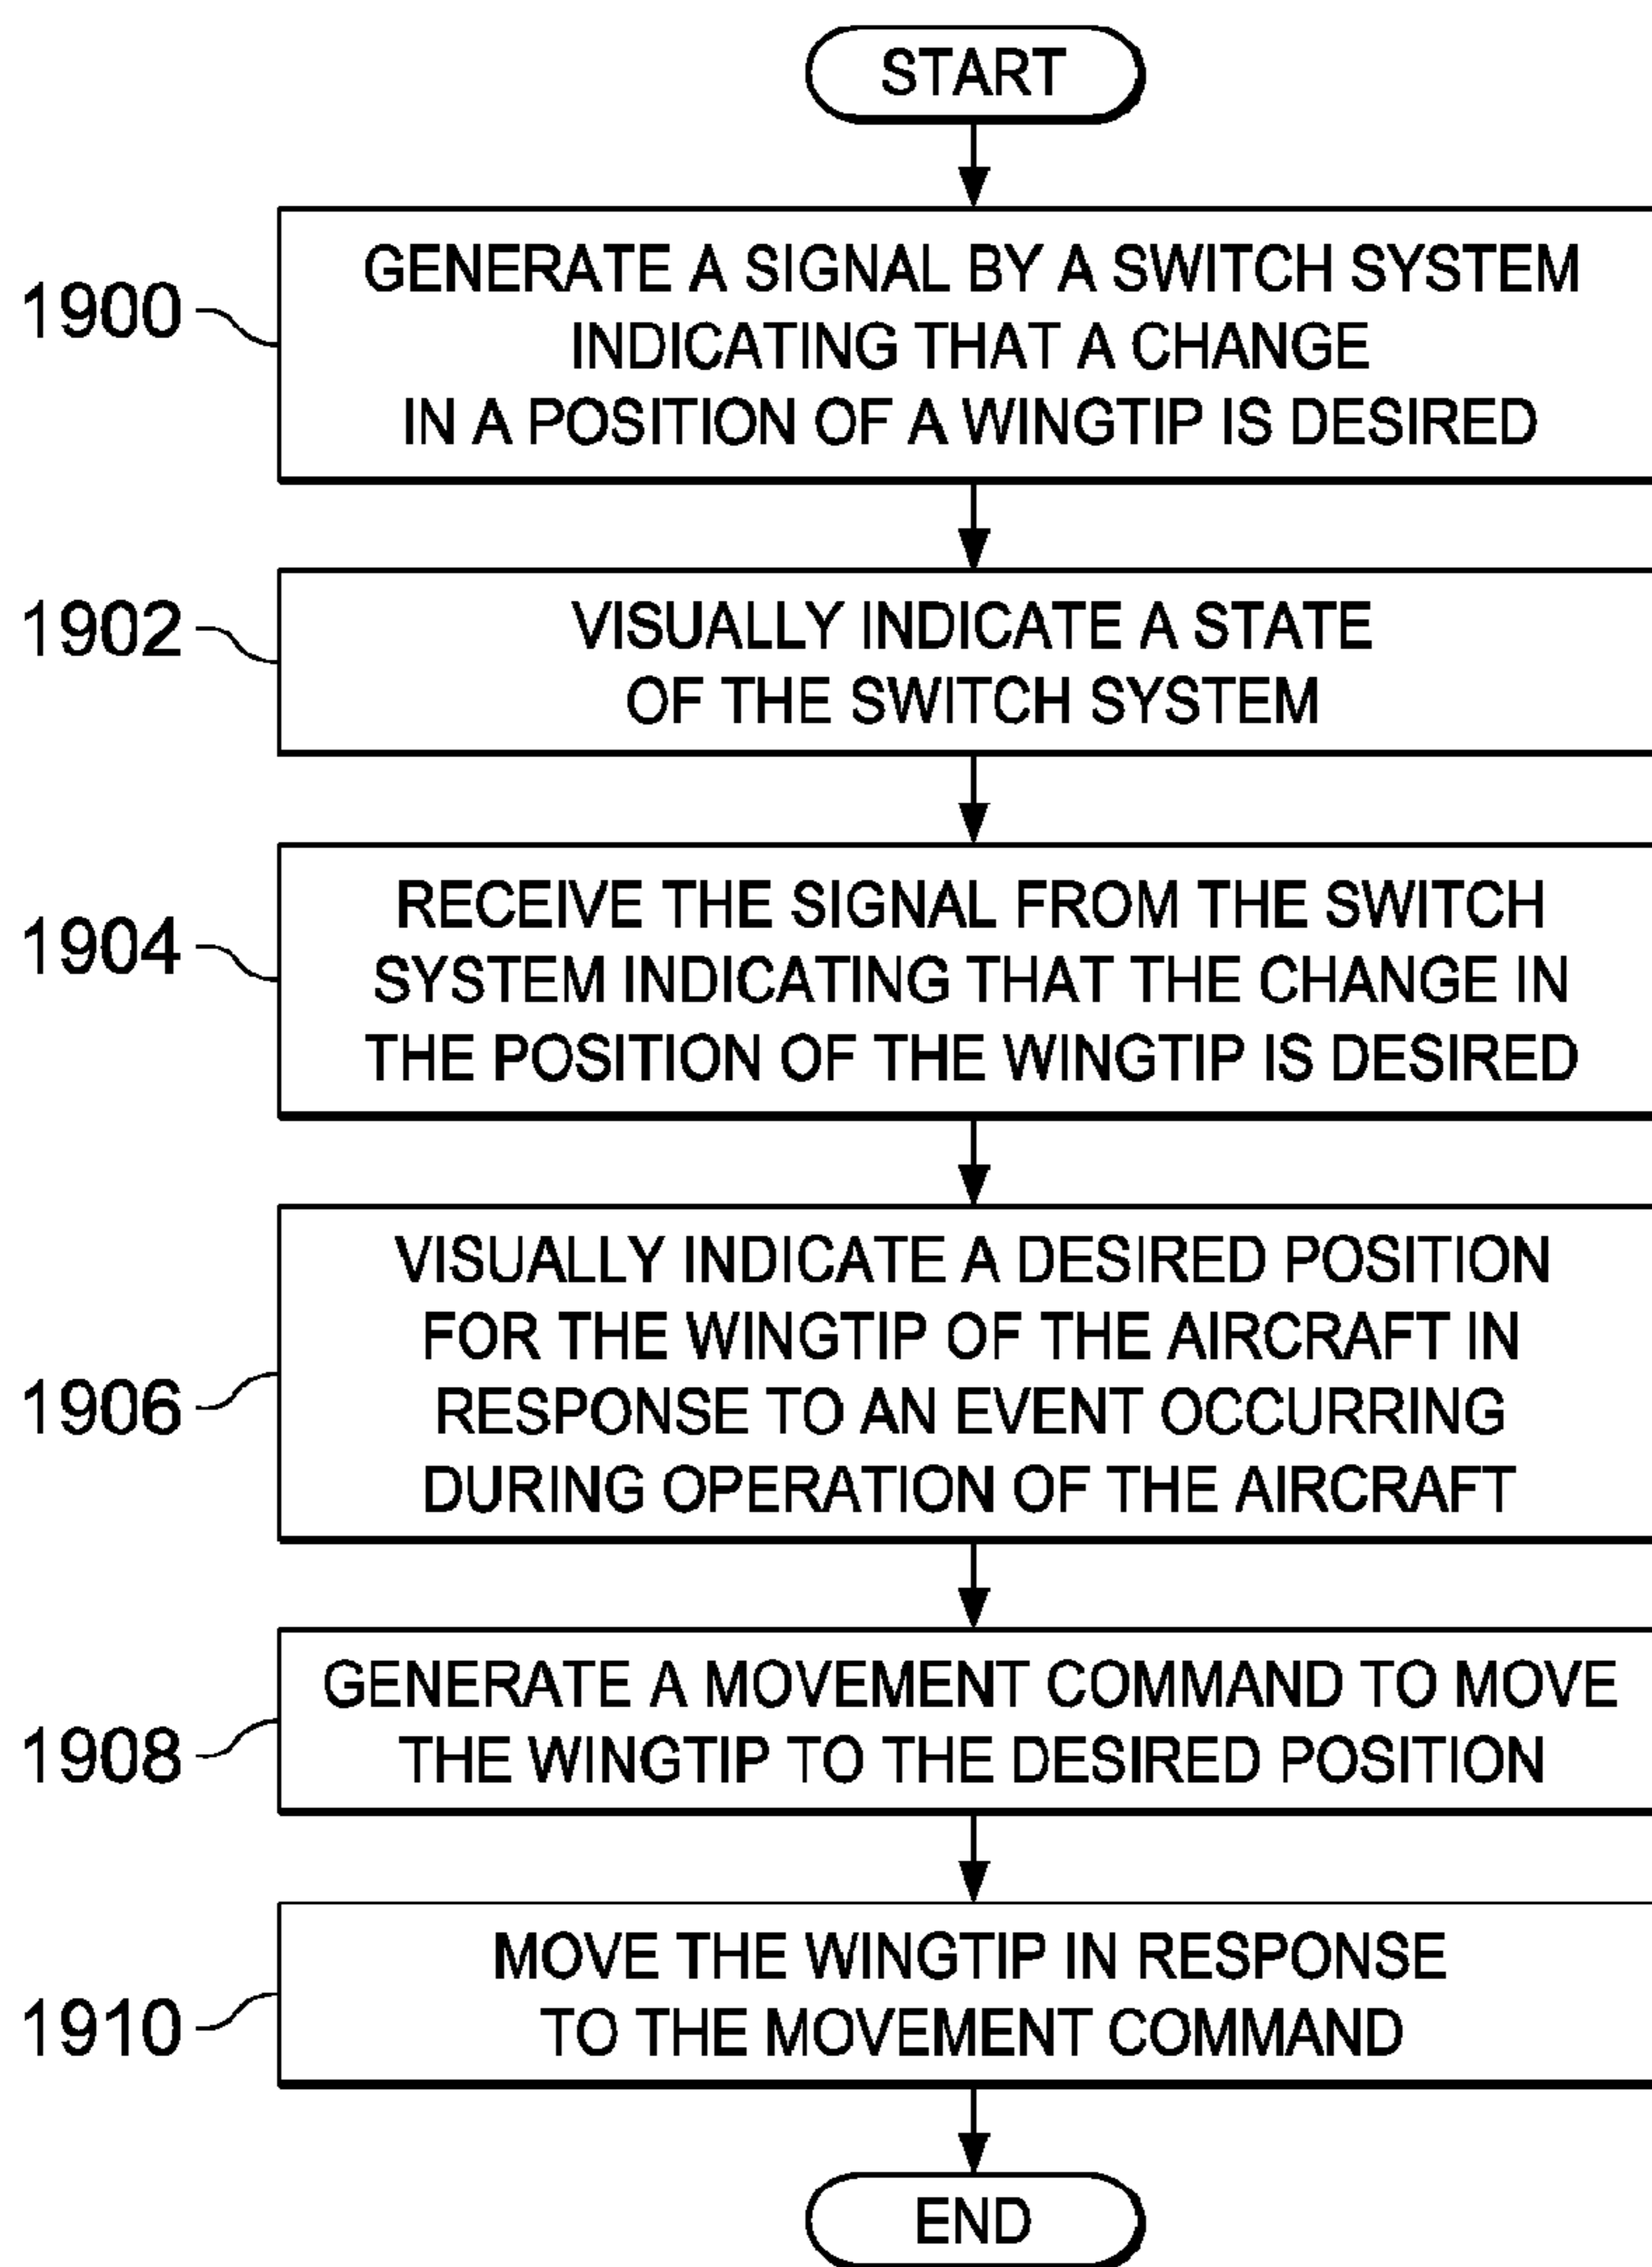 START
1900
GENERATE A SIGNAL BY A SWITCH SYSTEM
INDICATING THAT A CHANGE
IN A POSITION OF A WINGTIP IS DESIRED
1902
VISUALLY INDICATE A STATE
OF THE SWITCH SYSTEM
1904
RECEIVE THE SIGNAL FROM THE SWITCH
SYSTEM INDICATING THAT THE CHANGE IN
THE POSITION OF THE WINGTIP IS DESIRED
1906
VISUALLY INDICATE A DESIRED POSITION
FOR THE WINGTIP OF THE AIRCRAFT IN
RESPONSE TO AN EVENT OCCURRING
DURING OPERATION OF THE AIRCRAFT
1908
GENERATE A MOVEMENT COMMAND TO MOVE
THE WINGTIP TO THE DESIRED POSITION
1910
MOVE THE WINGTIP IN RESPONSE
TO THE MOVEMENT COMMAND
END